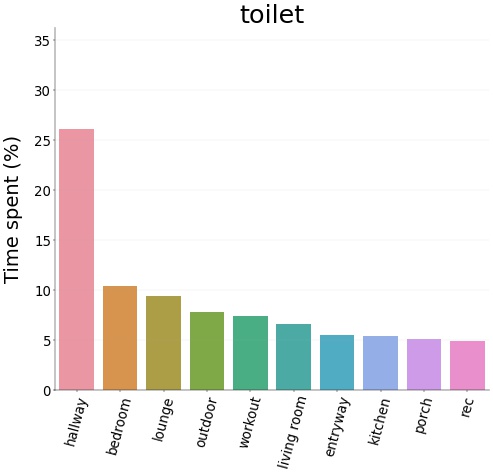 toilet
Time spent (%)
35
30
25
20
15
10
5
0
hallway
bedroom
lounge
outdoor
workout
living room
entryway
kitchen
porch
rec